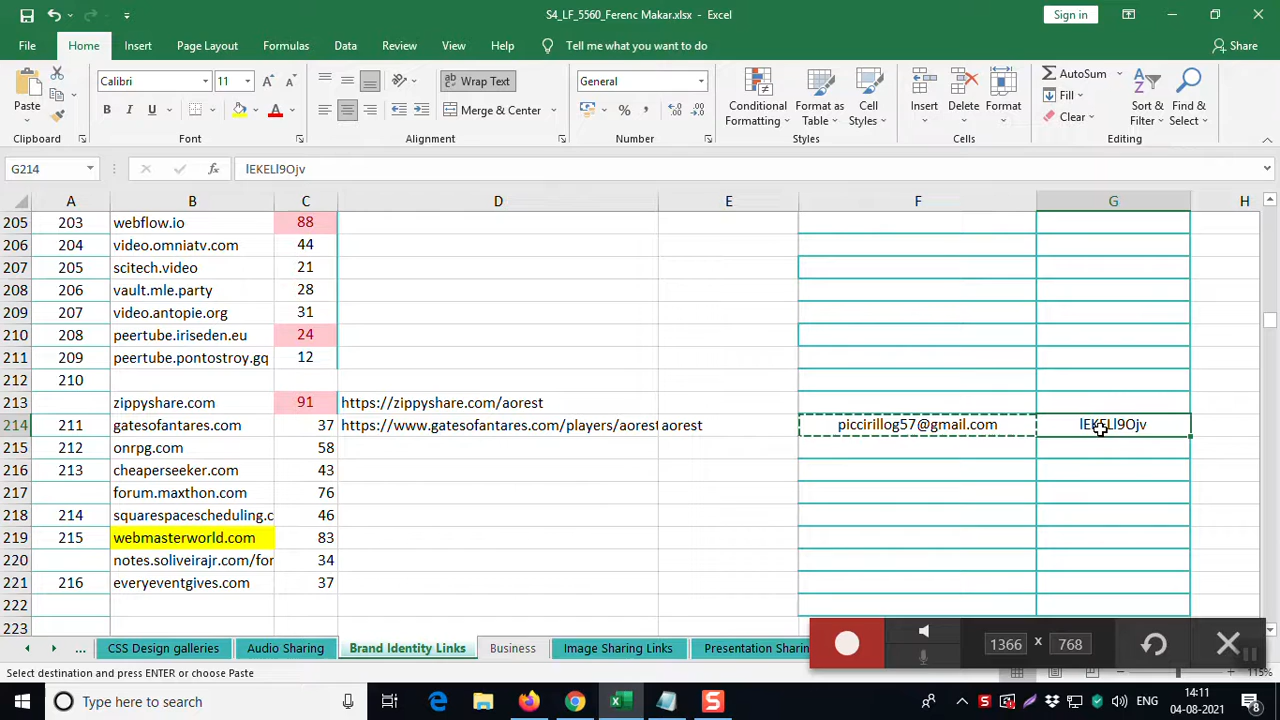 S4_LF_5560_Ferenc Makar.xlsx - Excel
Sign in
File Home Insert Page Layout Formulas Data Review View Help Tell me what you want to do Share
Paste
Calibri 11
B I U
Wrap Text
Merge & Center
General
Conditional Formatting
Format as Table
Cell Styles
Insert
Delete
Format
AutoSum
Fill
Clear
Sort & Filter
Find & Select
Clipboard Font Alignment Number Styles Cells Editing
G214 fx lEKELl9Ojv
A B C D E F G H
205 203 webflow.io 88
206 204 video.omniatv.com 44
207 205 scitech.video 21
208 206 vault.mle.party 28
209 207 video.antopie.org 31
210 208 peertube.iriseden.eu 24
211 209 peertube.pontostroy.gq 12
212 210
213 zippyshare.com 91 https://zippyshare.com/aorest
214 211 gatesofantares.com 37 https://www.gatesofantares.com/players/aorest aorest piccirillog57@gmail.com lEKELl9Ojv
215 212 onrpg.com 58
216 213 cheaperseeker.com 43
217 forum.maxthon.com 76
218 214 squarespacescheduling.c 46
219 215 webmasterworld.com 83
220 notes.soliveirajr.com/for 34
221 216 everyeventgives.com 37
222
223
... CSS Design galleries Audio Sharing Brand Identity Links Business Image Sharing Links Presentation Sharin
1366 x 768
Select destination and press ENTER or choose Paste
115%
Type here to search
ENG
14:11
04-08-2021
8